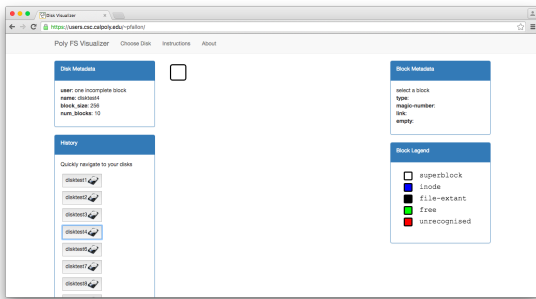 Disk Visualizer
https://users.csc.calpoly.edu/~pfallon/
Poly FS Visualizer Choose Disk Instructions About
Disk Metadata
user: one incomplete block
name: disktest4
block_size: 256
num_blocks: 10
History
Quickly navigate to your disks
disktest1
disktest2
disktest3
disktest4
disktest6
disktest7
disktest8
Block Metadata
select a block
type:
magic-number:
link:
empty:
Block Legend
superblock
inode
file-extant
free
unrecognised